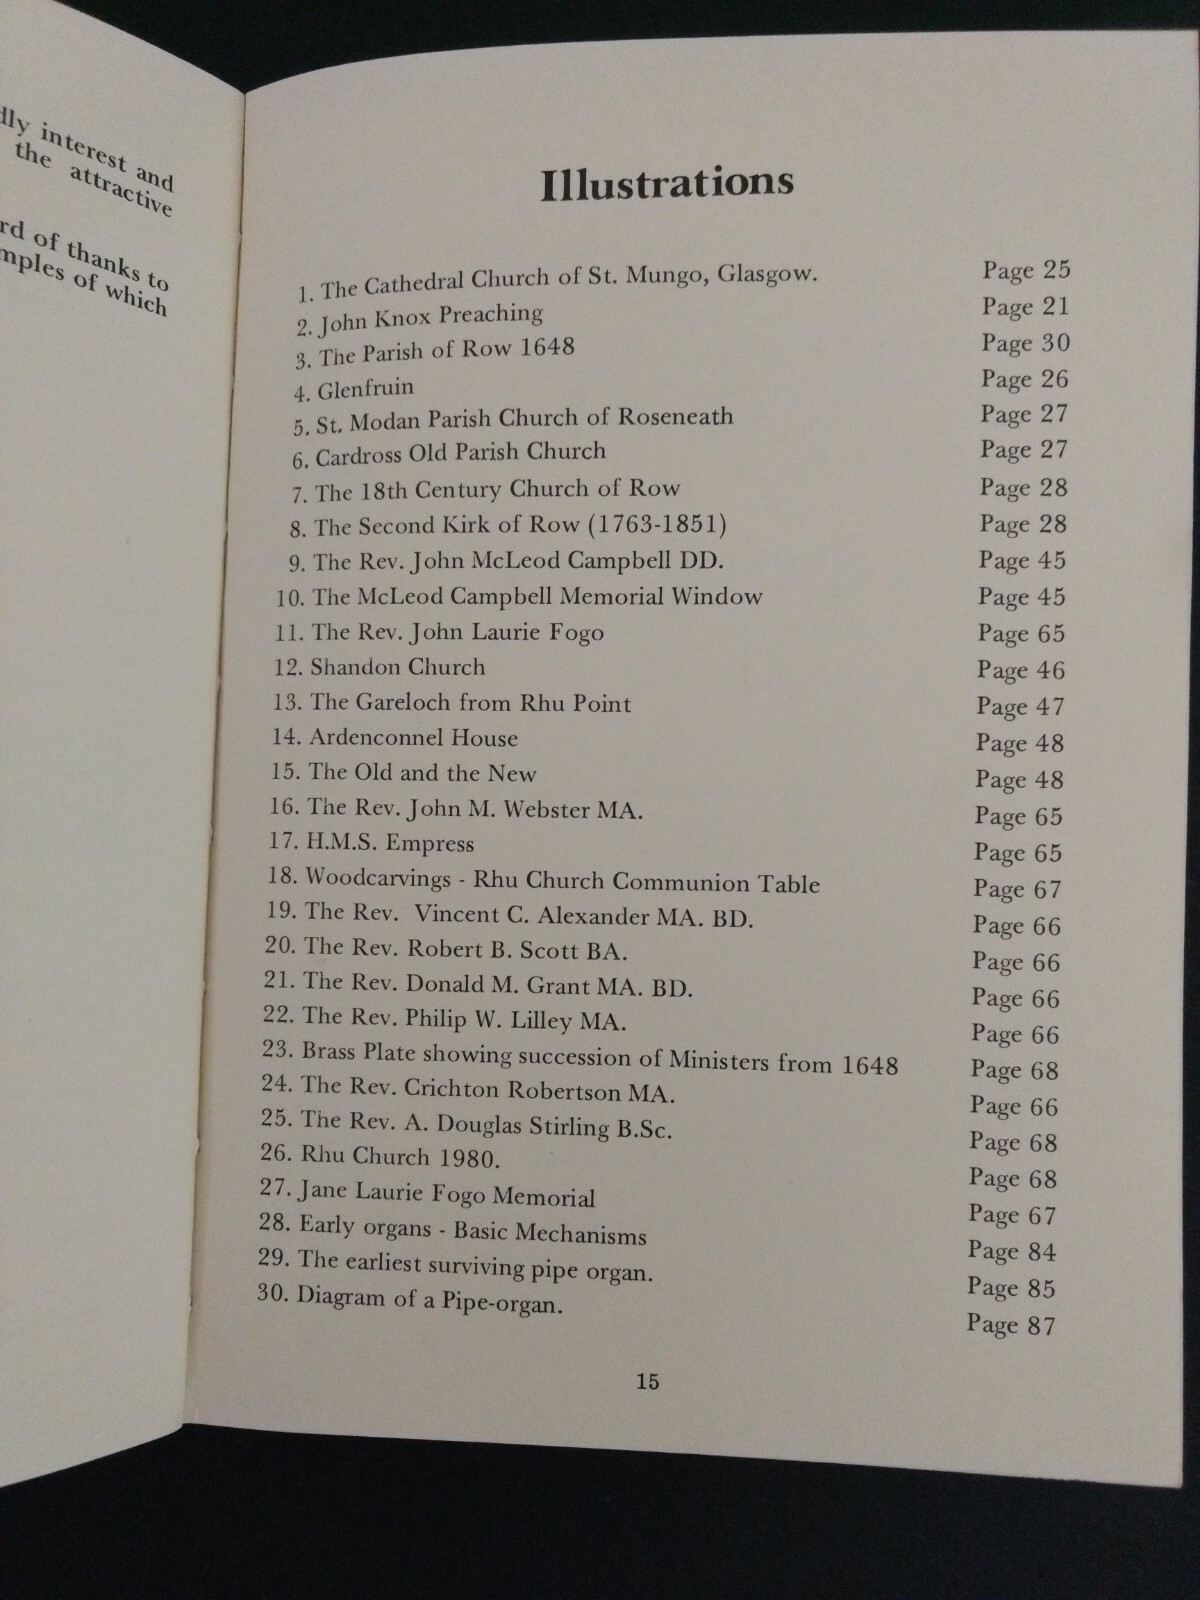 dly interest and
the attractive
rd of thanks to
mples of which
Illustrations
1. The Cathedral Church of St. Mungo, Glasgow. Page 25
2. John Knox Preaching Page 21
3. The Parish of Row 1648 Page 30
4. Glenfruin Page 26
5. St. Modan Parish Church of Roseneath Page 27
6. Cardross Old Parish Church Page 27
7. The 18th Century Church of Row Page 28
8. The Second Kirk of Row (1763-1851) Page 28
9. The Rev. John McLeod Campbell DD. Page 45
10. The McLeod Campbell Memorial Window Page 45
11. The Rev. John Laurie Fogo Page 65
12. Shandon Church Page 46
13. The Gareloch from Rhu Point Page 47
14. Ardenconnel House Page 48
15. The Old and the New Page 48
16. The Rev. John M. Webster MA. Page 65
17. H.M.S. Empress Page 65
18. Woodcarvings - Rhu Church Communion Table Page 67
19. The Rev. Vincent C. Alexander MA. BD. Page 66
20. The Rev. Robert B. Scott BA. Page 66
21. The Rev. Donald M. Grant MA. BD. Page 66
22. The Rev. Philip W. Lilley MA. Page 66
23. Brass Plate showing succession of Ministers from 1648 Page 68
24. The Rev. Crichton Robertson MA. Page 66
25. The Rev. A. Douglas Stirling B.Sc. Page 68
26. Rhu Church 1980. Page 68
27. Jane Laurie Fogo Memorial Page 67
28. Early organs - Basic Mechanisms Page 84
29. The earliest surviving pipe organ. Page 85
30. Diagram of a Pipe-organ. Page 87
15